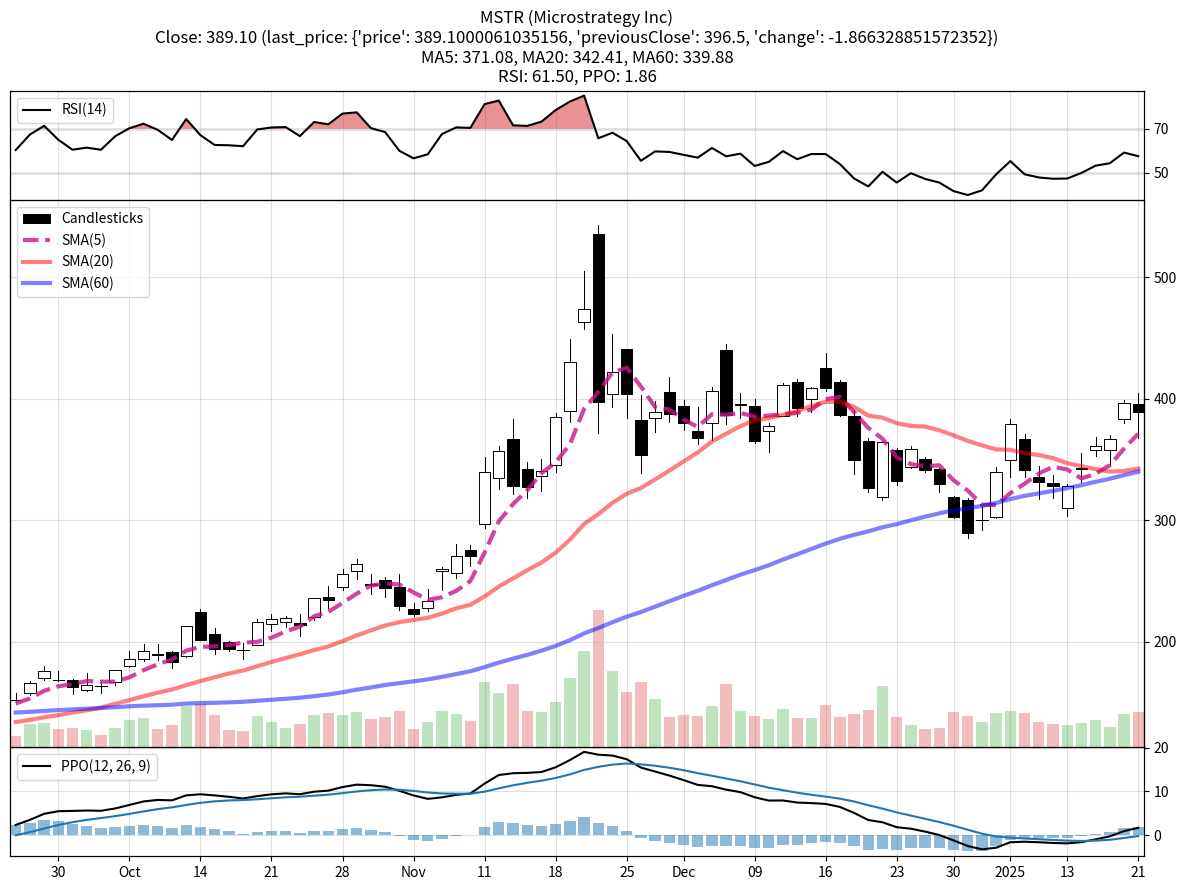 MSTR (Microstrategy Inc)
Close: 389.10 (last_price: {'price': 389.1000061035156, 'previousClose': 396.5, 'change': -1.866328851572352})
MA5: 371.08, MA20: 342.41, MA60: 339.88
RSI: 61.50, PPO: 1.86
RSI(14)
70
50
Candlesticks
SMA(5)
SMA(20)
SMA(60)
500
400
300
200
PPO(12, 26, 9)
20
10
0
30 Oct 14 21 28 Nov 11 18 25 Dec 09 16 23 30 2025 13 21